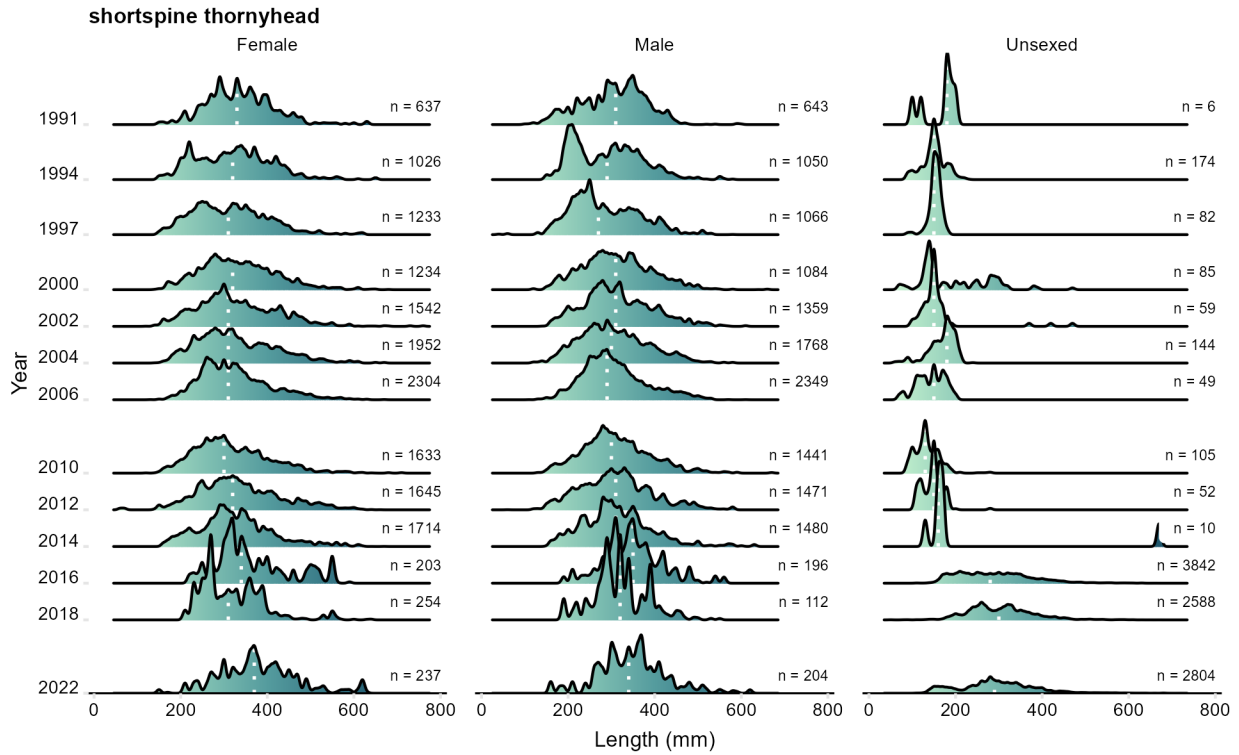 shortspine thornyhead
Female Male Unsexed
1991 n = 637 n = 643 n = 6
1994 n = 1026 n = 1050 n = 174
1997 n = 1233 n = 1066 n = 82
2000 n = 1234 n = 1084 n = 85
2002 n = 1542 n = 1359 n = 59
2004 n = 1952 n = 1768 n = 144
Year
2006 n = 2304 n = 2349 n = 49
2010 n = 1633 n = 1441 n = 105
2012 n = 1645 n = 1471 n = 52
2014 n = 1714 n = 1480 n = 10
2016 n = 203 n = 196 n = 3842
2018 n = 254 n = 112 n = 2588
2022 n = 237 n = 204 n = 2804
0 200 400 600 800 0 200 400 600 800 0 200 400 600 800
Length (mm)